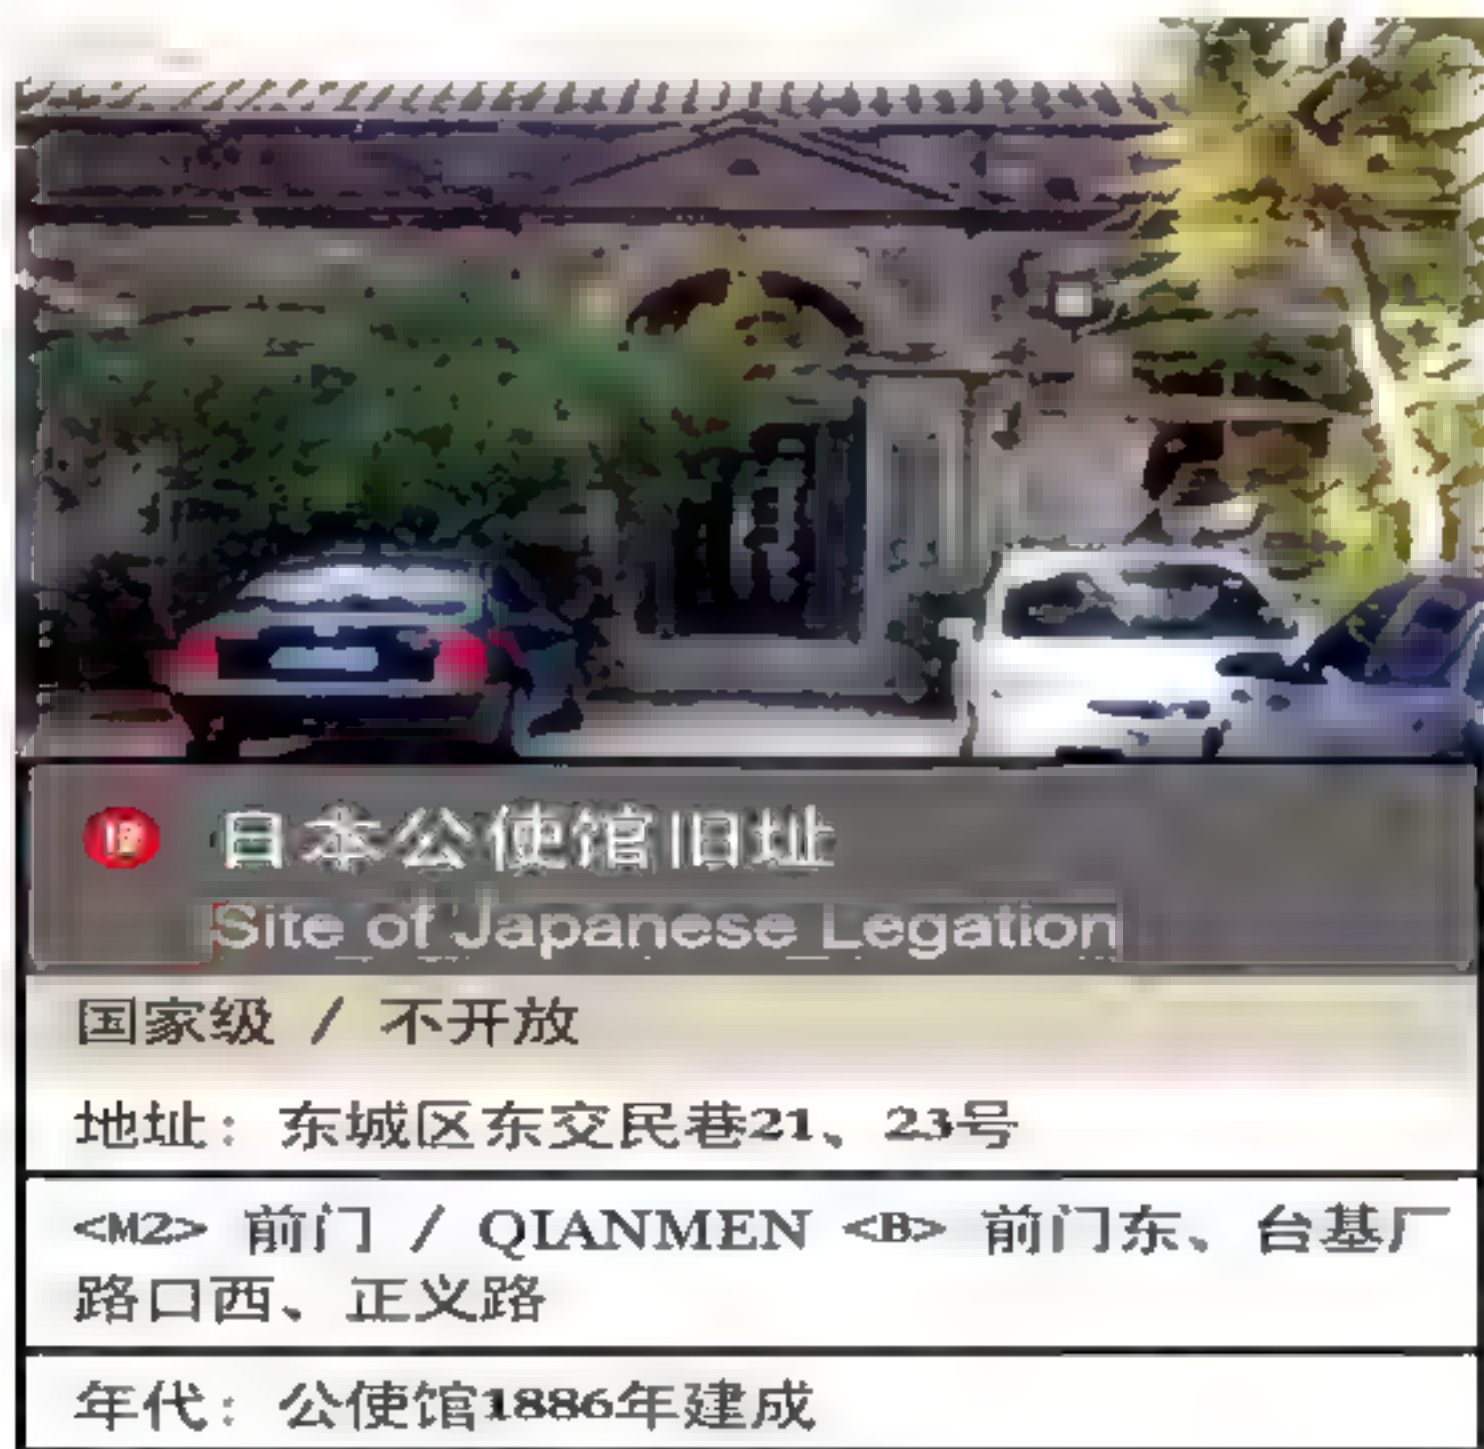 日本公使馆旧址
Site of Japanese Legation
国家级 / 不开放
地址：东城区东交民巷21、23号
<M2> 前门 / QIANMEN <B> 前门东、台基厂
路口西、正义路
年代：公使馆1886年建成